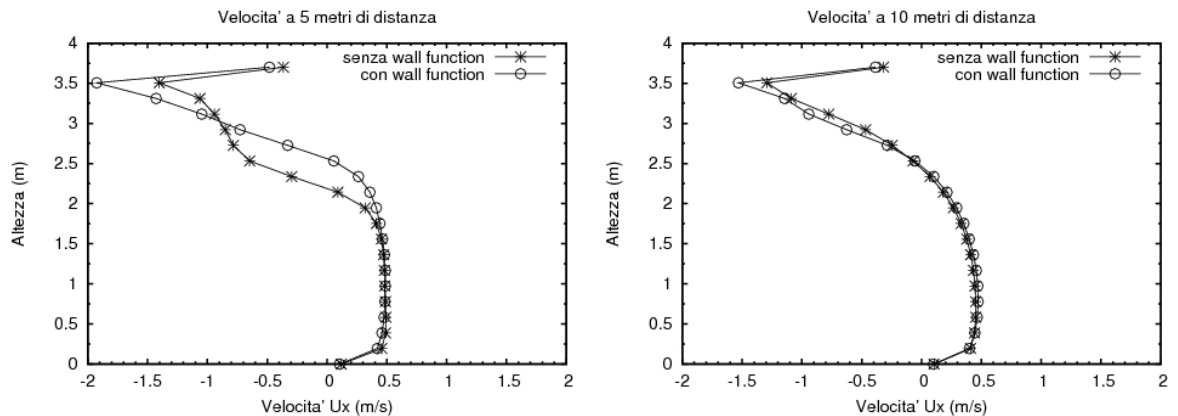 Velocita' a 5 metri di distanza
4
3.5
3
2.5
2
1.5
1
0.5
0
Altezza (m)
senza wall function
con wall function
-2 -1.5 -1 -0.5 0 0.5 1 1.5 2
Velocita' Ux (m/s)
Velocita' a 10 metri di distanza
4
3.5
3
2.5
2
1.5
1
0.5
0
Altezza (m)
senza wall function
con wall function
-2 -1.5 -1 -0.5 0 0.5 1 1.5 2
Velocita' Ux (m/s)